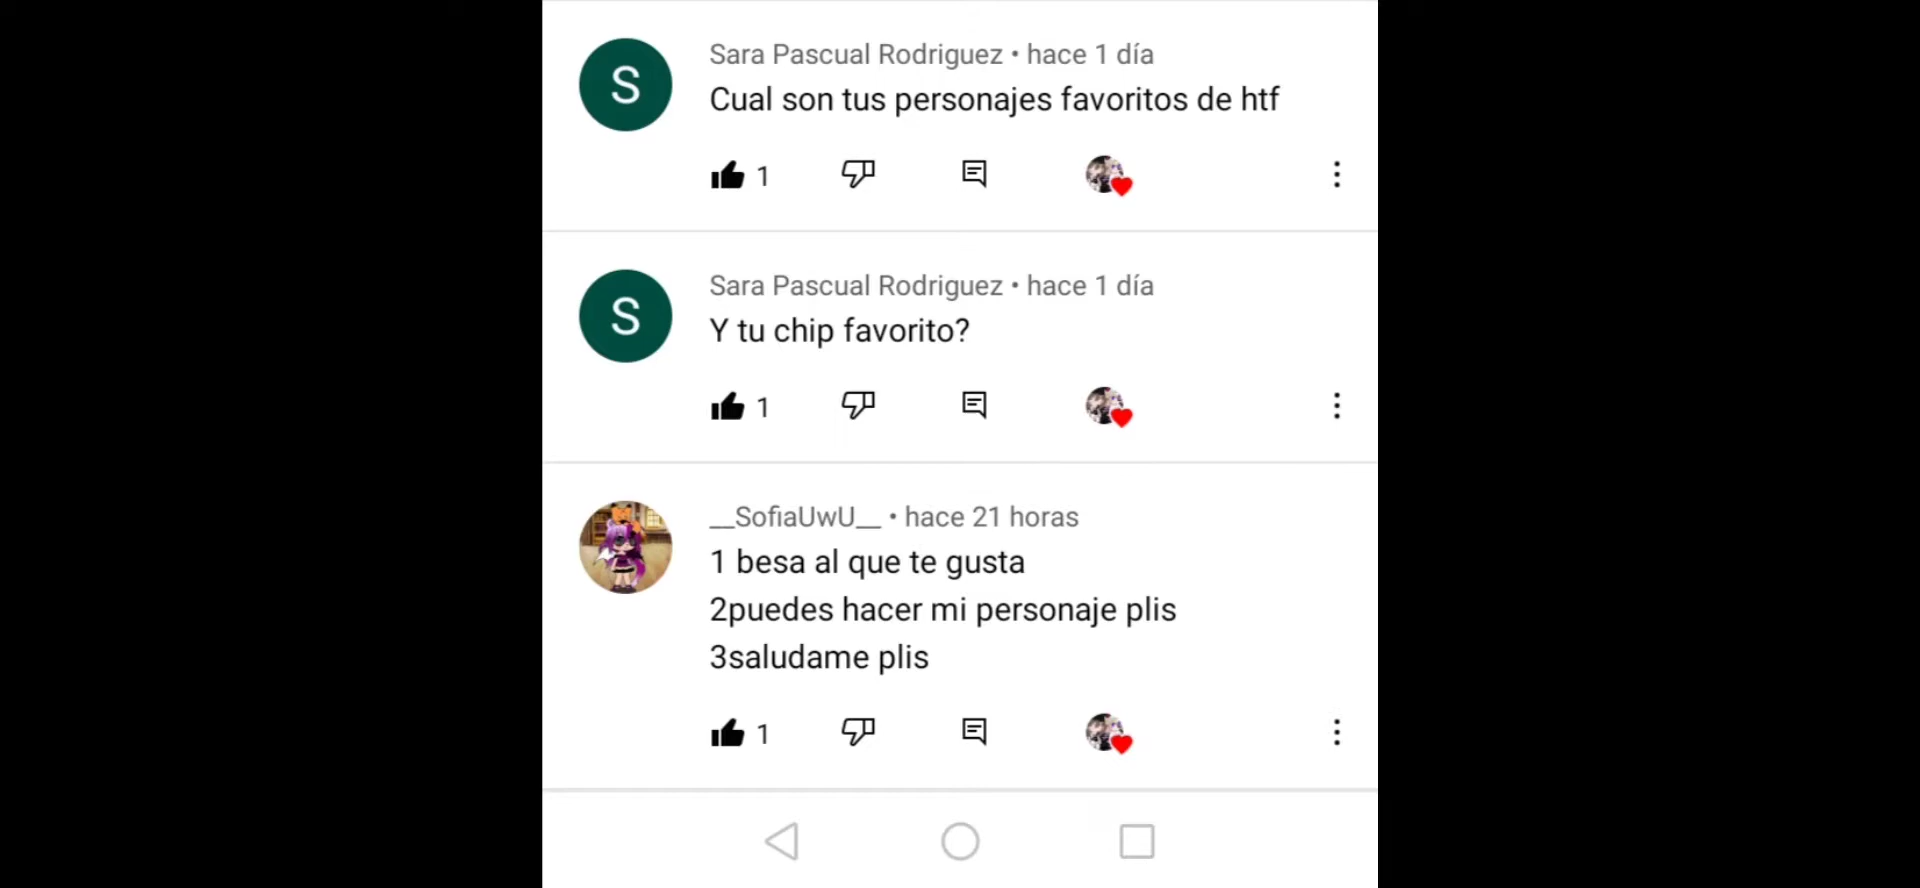 S
Sara Pascual Rodriguez • hace 1 día
Cual son tus personajes favoritos de htf
1
S
Sara Pascual Rodriguez • hace 1 día
Y tu chip favorito?
1
__SofiaUwU__ • hace 21 horas
1 besa al que te gusta
2puedes hacer mi personaje plis
3saludame plis
1